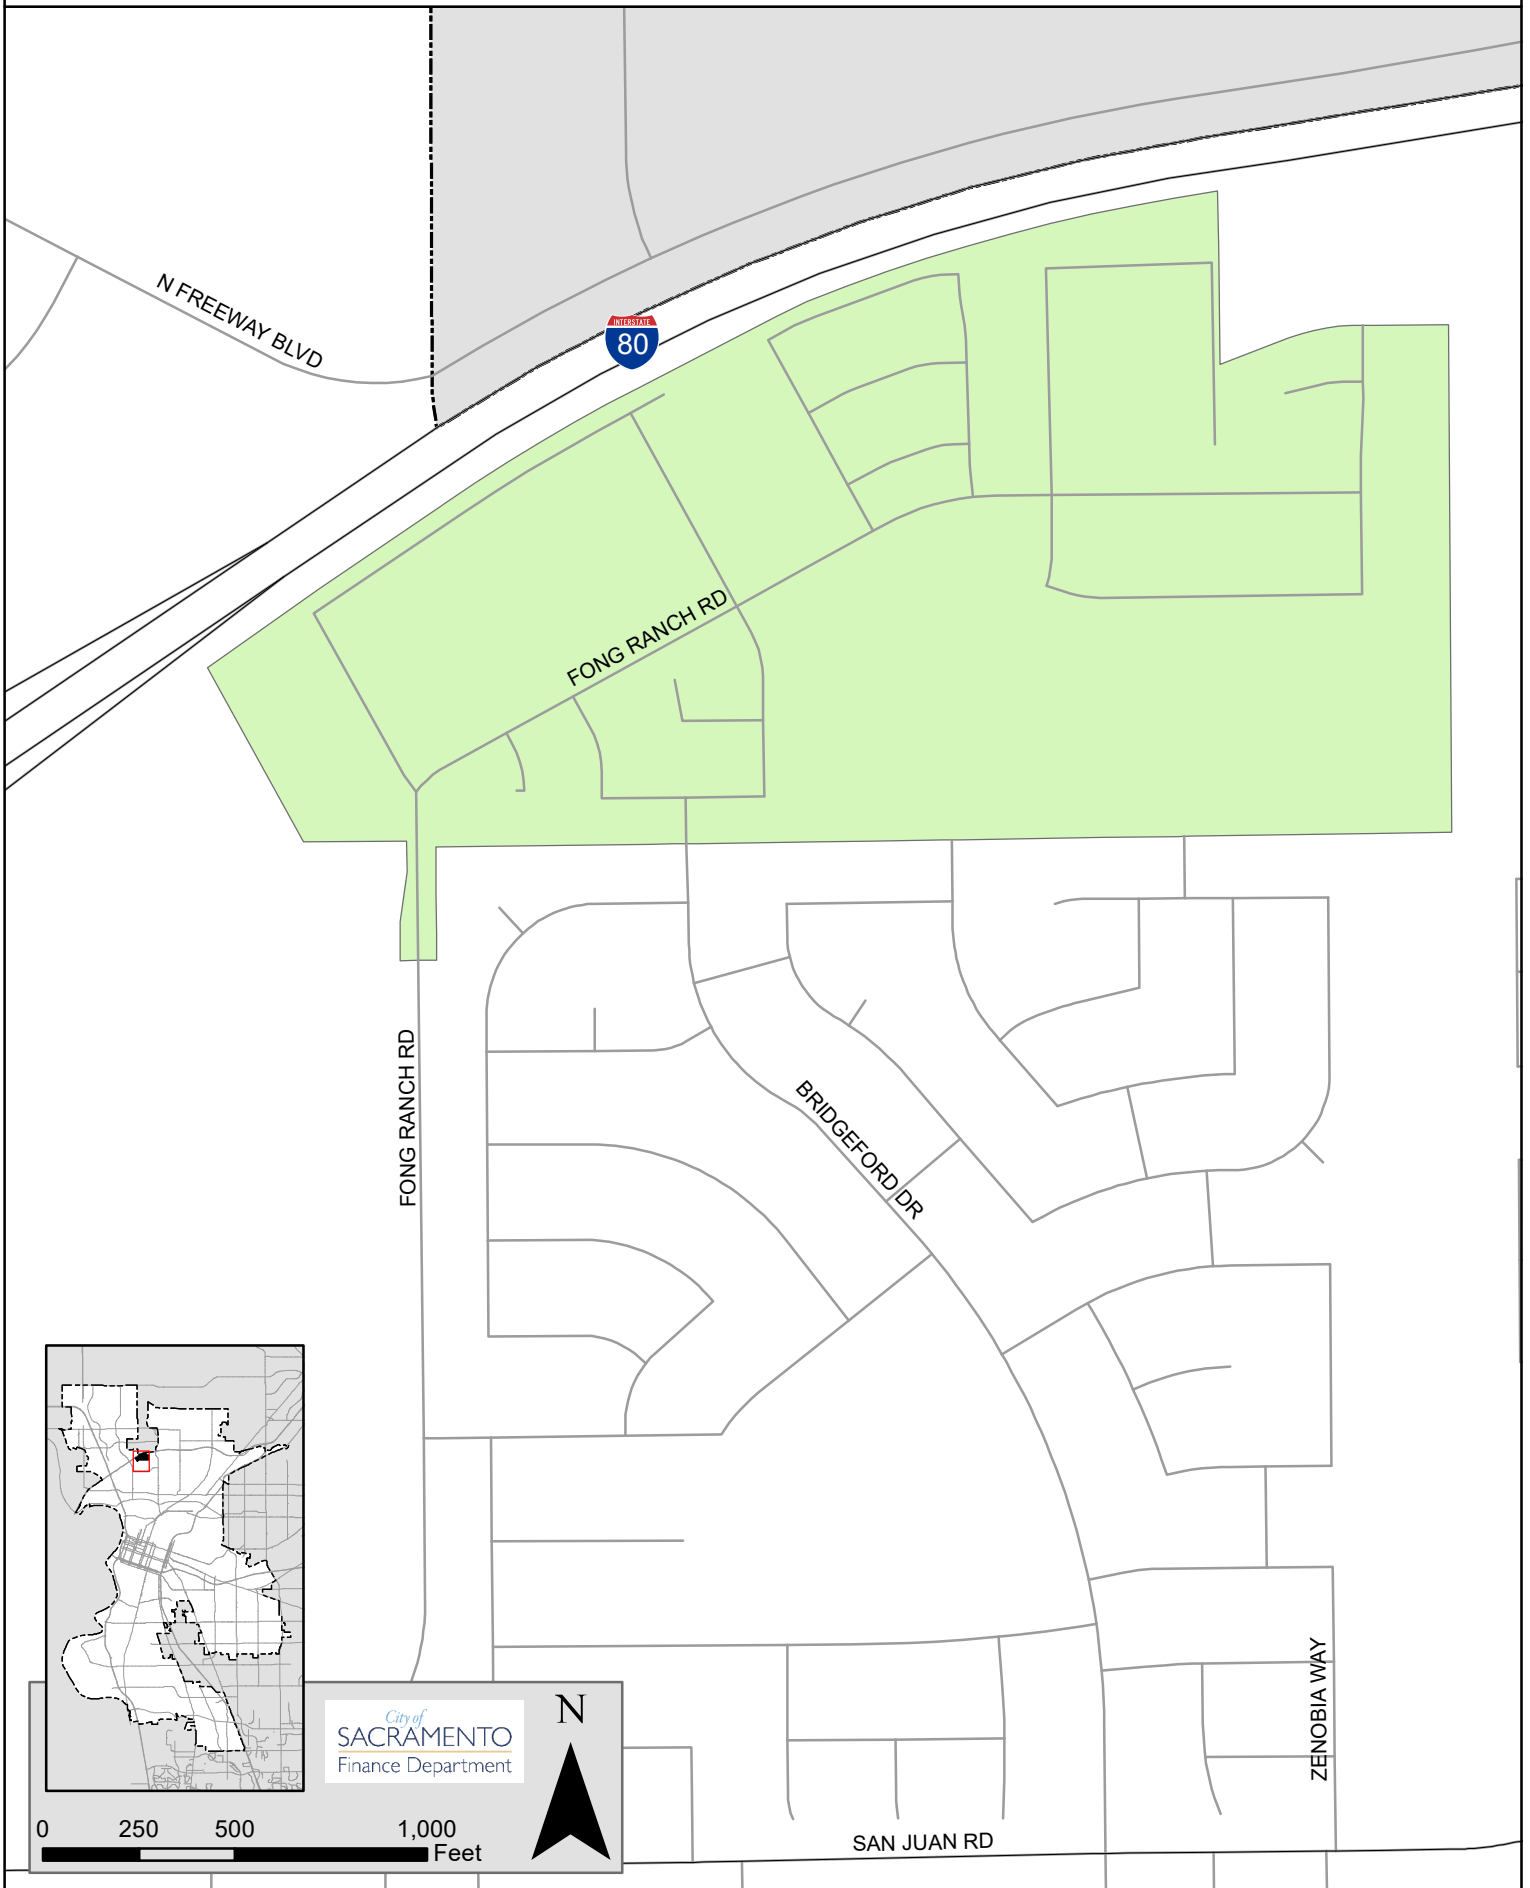 N FREEWAY BLVD
INTERSTATE
80
FONG RANCH RD
FONG RANCH RD
BRIDGEFORD DR
ZENOBIA WAY
SAN JUAN RD
City of
SACRAMENTO
Finance Department
N
0 250 500 1,000
Feet